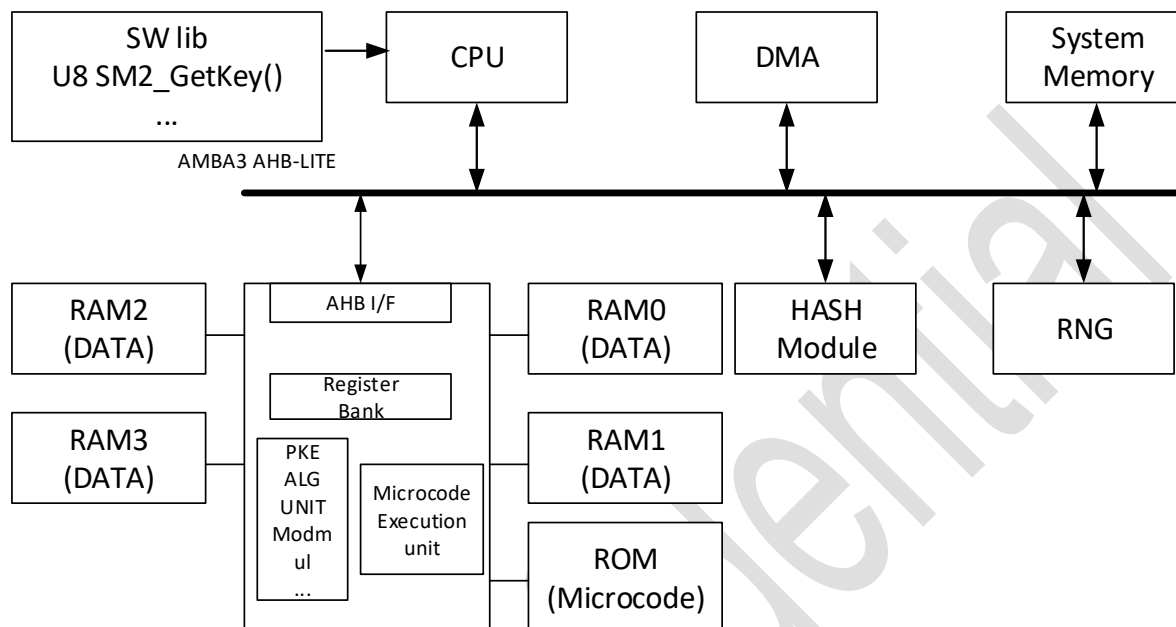 SW lib
U8 SM2_GetKey()
...
CPU
DMA
System
Memory
AMBA3 AHB-LITE
RAM2
(DATA)
AHB I/F
RAM0
(DATA)
HASH
Module
RNG
Register
Bank
RAM3
(DATA)
PKE
ALG
UNIT
Modm
ul
...
Microcode
Execution
unit
RAM1
(DATA)
ROM
(Microcode)